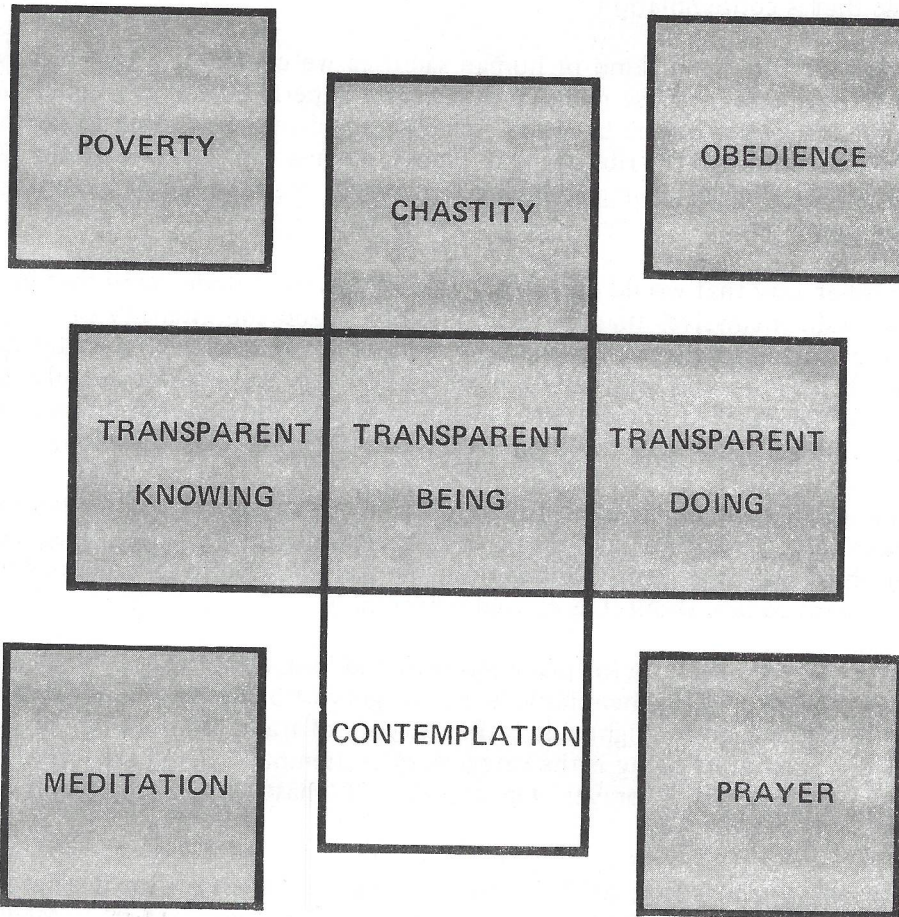 POVERTY
OBEDIENCE
CHASTITY
TRANSPARENT
KNOWING
TRANSPARENT
BEING
TRANSPARENT
DOING
CONTEMPLATION
MEDITATION
PRAYER